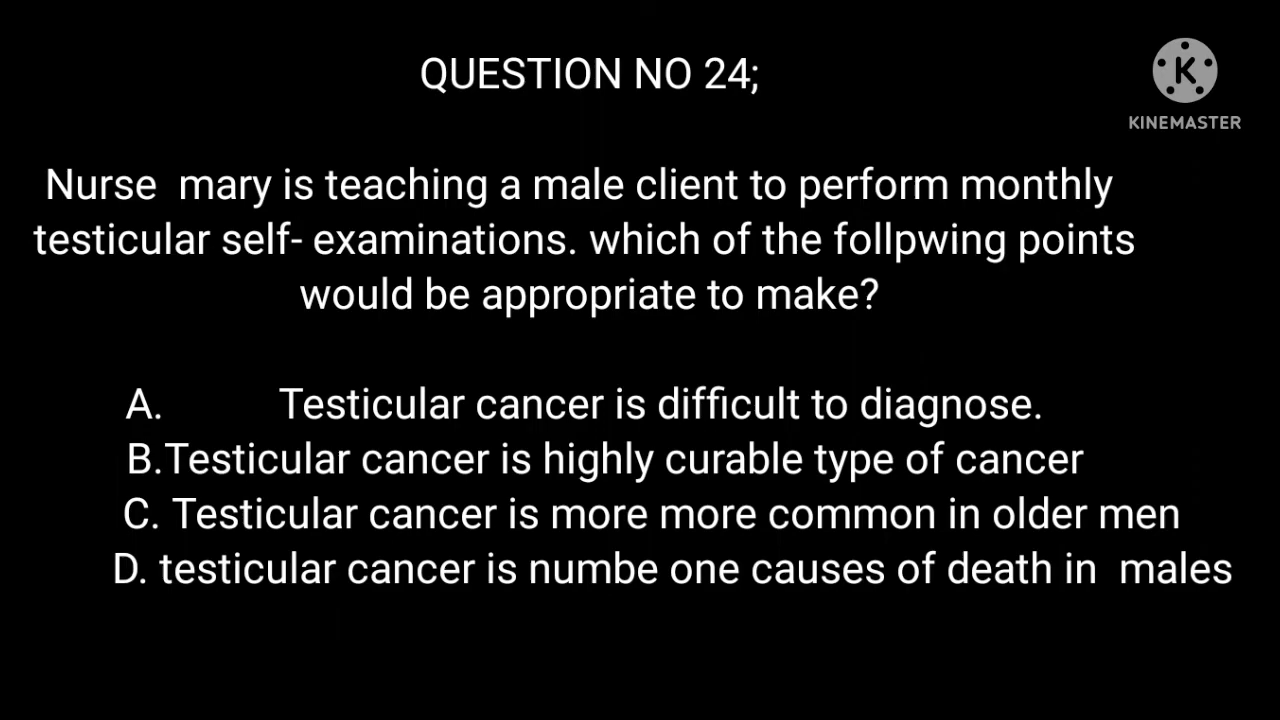 QUESTION NO 24;
K
KINEMASTER
Nurse mary is teaching a male client to perform monthly
testicular self- examinations. which of the follpwing points
would be appropriate to make?
A. Testicular cancer is difficult to diagnose.
B.Testicular cancer is highly curable type of cancer
C. Testicular cancer is more more common in older men
D. testicular cancer is numbe one causes of death in males